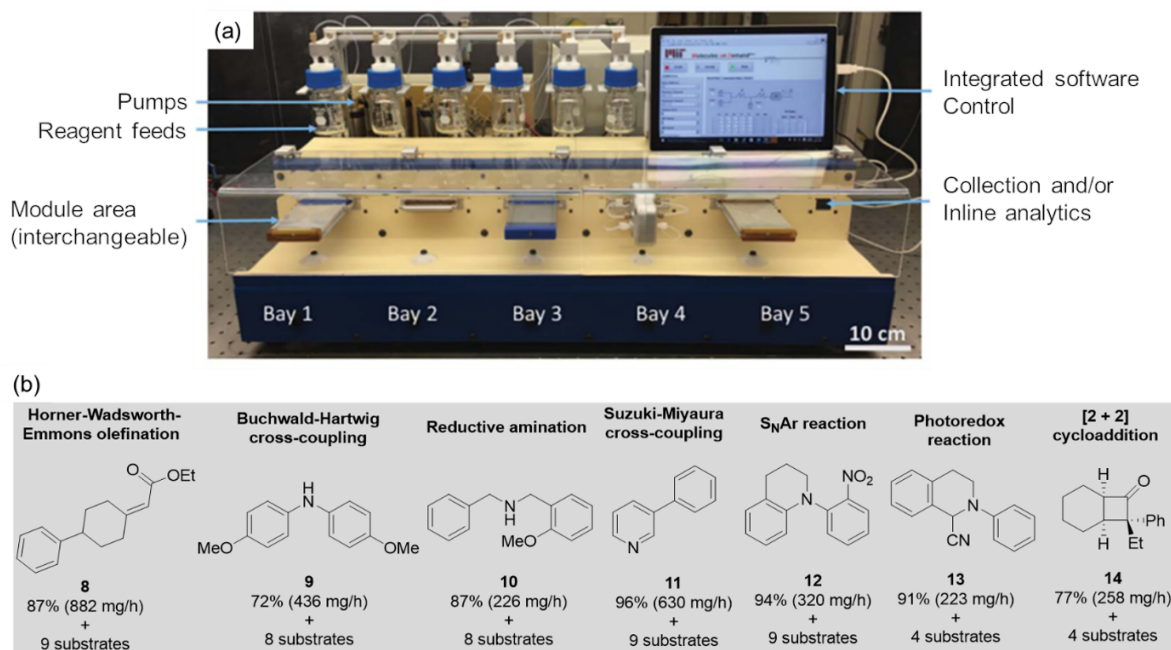 (a)
Pumps
Reagent feeds
Module area
(interchangeable)
Integrated software
Control
Collection and/or
Inline analytics
Bay 1
Bay 2
Bay 3
Bay 4
Bay 5
10 cm
(b)
Horner-Wadsworth-
Emmons olefination
O
OEt
8
87% (882 mg/h)
+
9 substrates
Buchwald-Hartwig
cross-coupling
H
N
MeO
OMe
9
72% (436 mg/h)
+
8 substrates
Reductive amination
N
H
MeO
10
87% (226 mg/h)
+
8 substrates
Suzuki-Miyaura
cross-coupling
N
11
96% (630 mg/h)
+
9 substrates
SNAr reaction
NO2
N
12
94% (320 mg/h)
+
9 substrates
Photoredox
reaction
N
CN
13
91% (223 mg/h)
+
4 substrates
[2 + 2]
cycloaddition
H
O
Ph
H
Et
14
77% (258 mg/h)
+
4 substrates